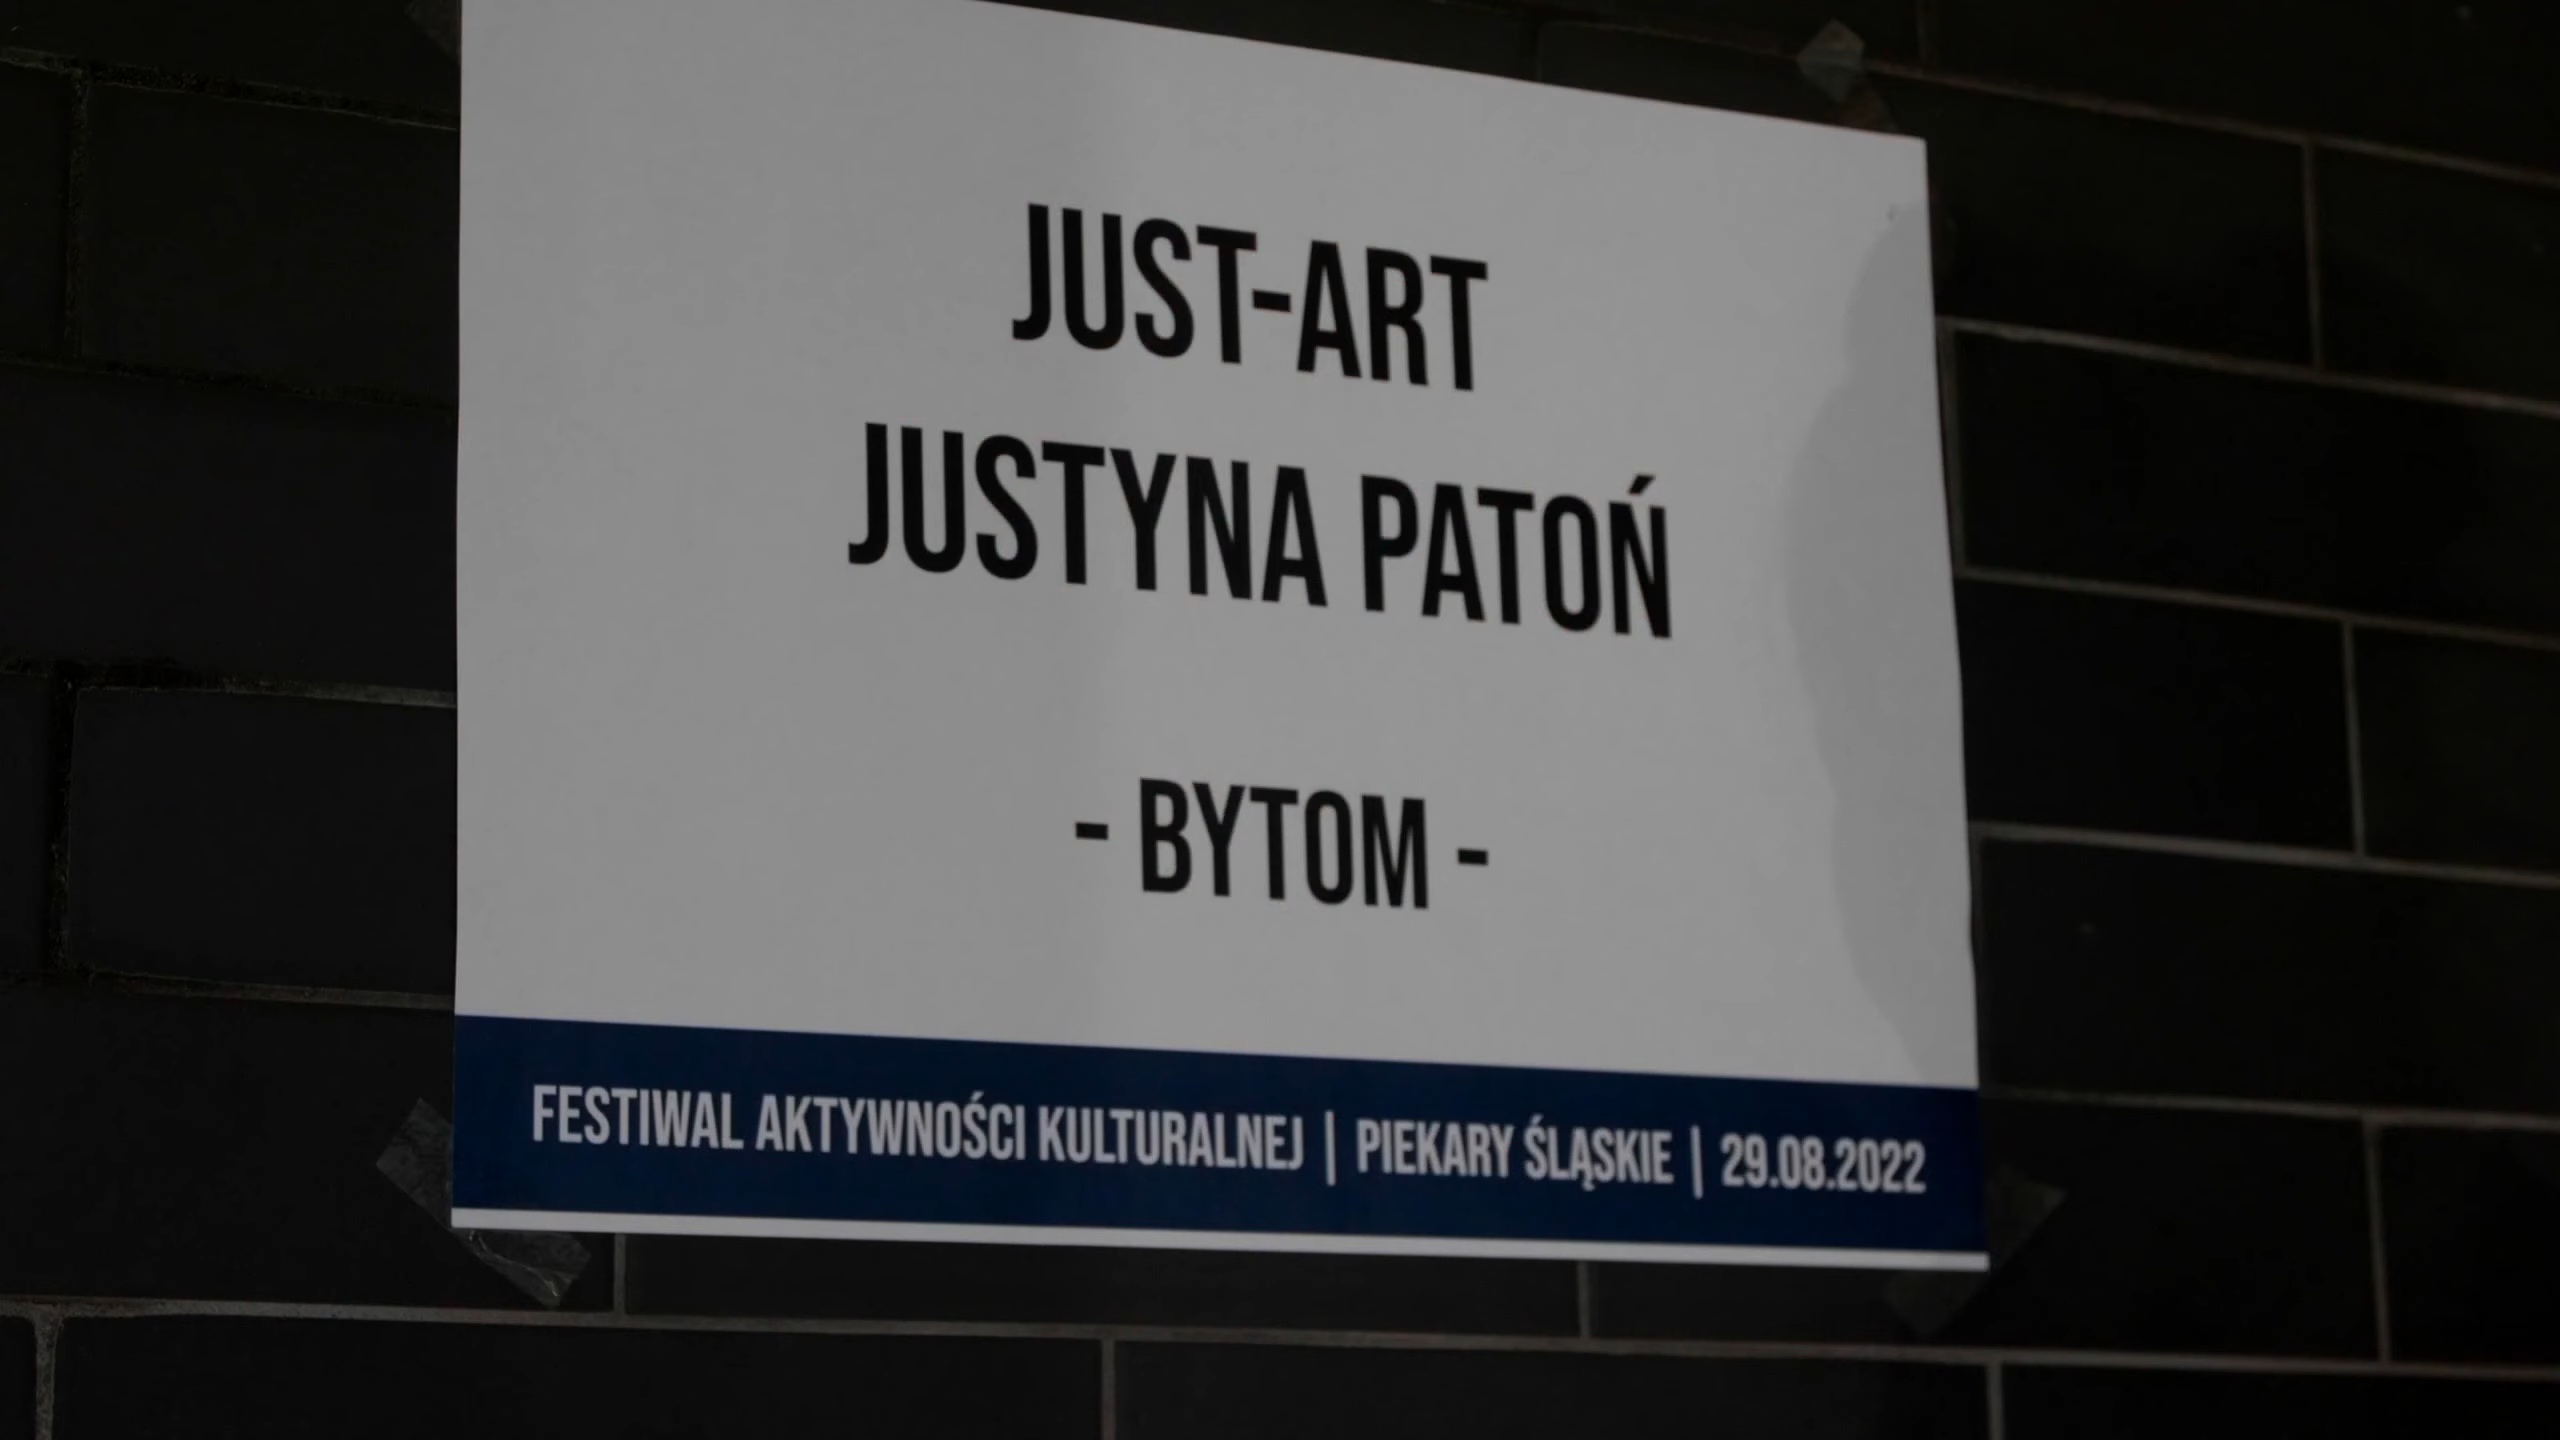 JUST-ART
JUSTYNA PATOŃ
- BYTOM -
FESTIWAL AKTYWNOŚCI KULTURALNEJ | PIEKARY ŚLĄSKIE | 29.08.2022